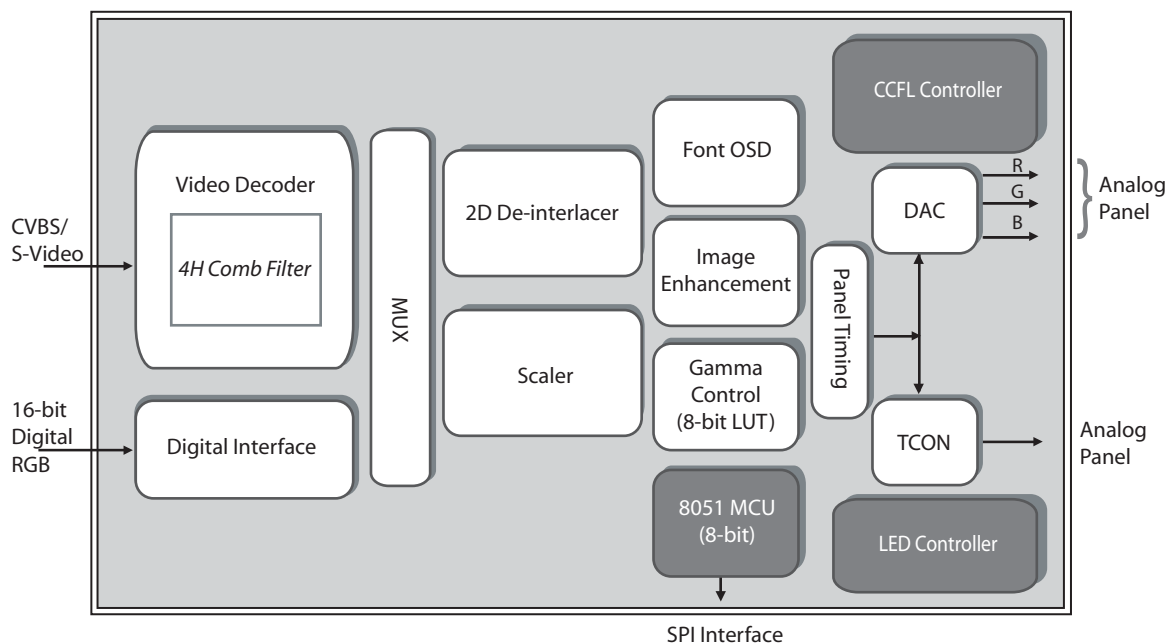 CCFL Controller
Font OSD
Video Decoder
2D De-interlacer
R
G
B
DAC
Analog
Panel
CVBS/
S-Video
4H Comb Filter
MUX
Image
Enhancement
Panel Timing
Scaler
Gamma
Control
(8-bit LUT)
16-bit
Digital
RGB
Digital Interface
TCON
Analog
Panel
8051 MCU
(8-bit)
LED Controller
SPI Interface